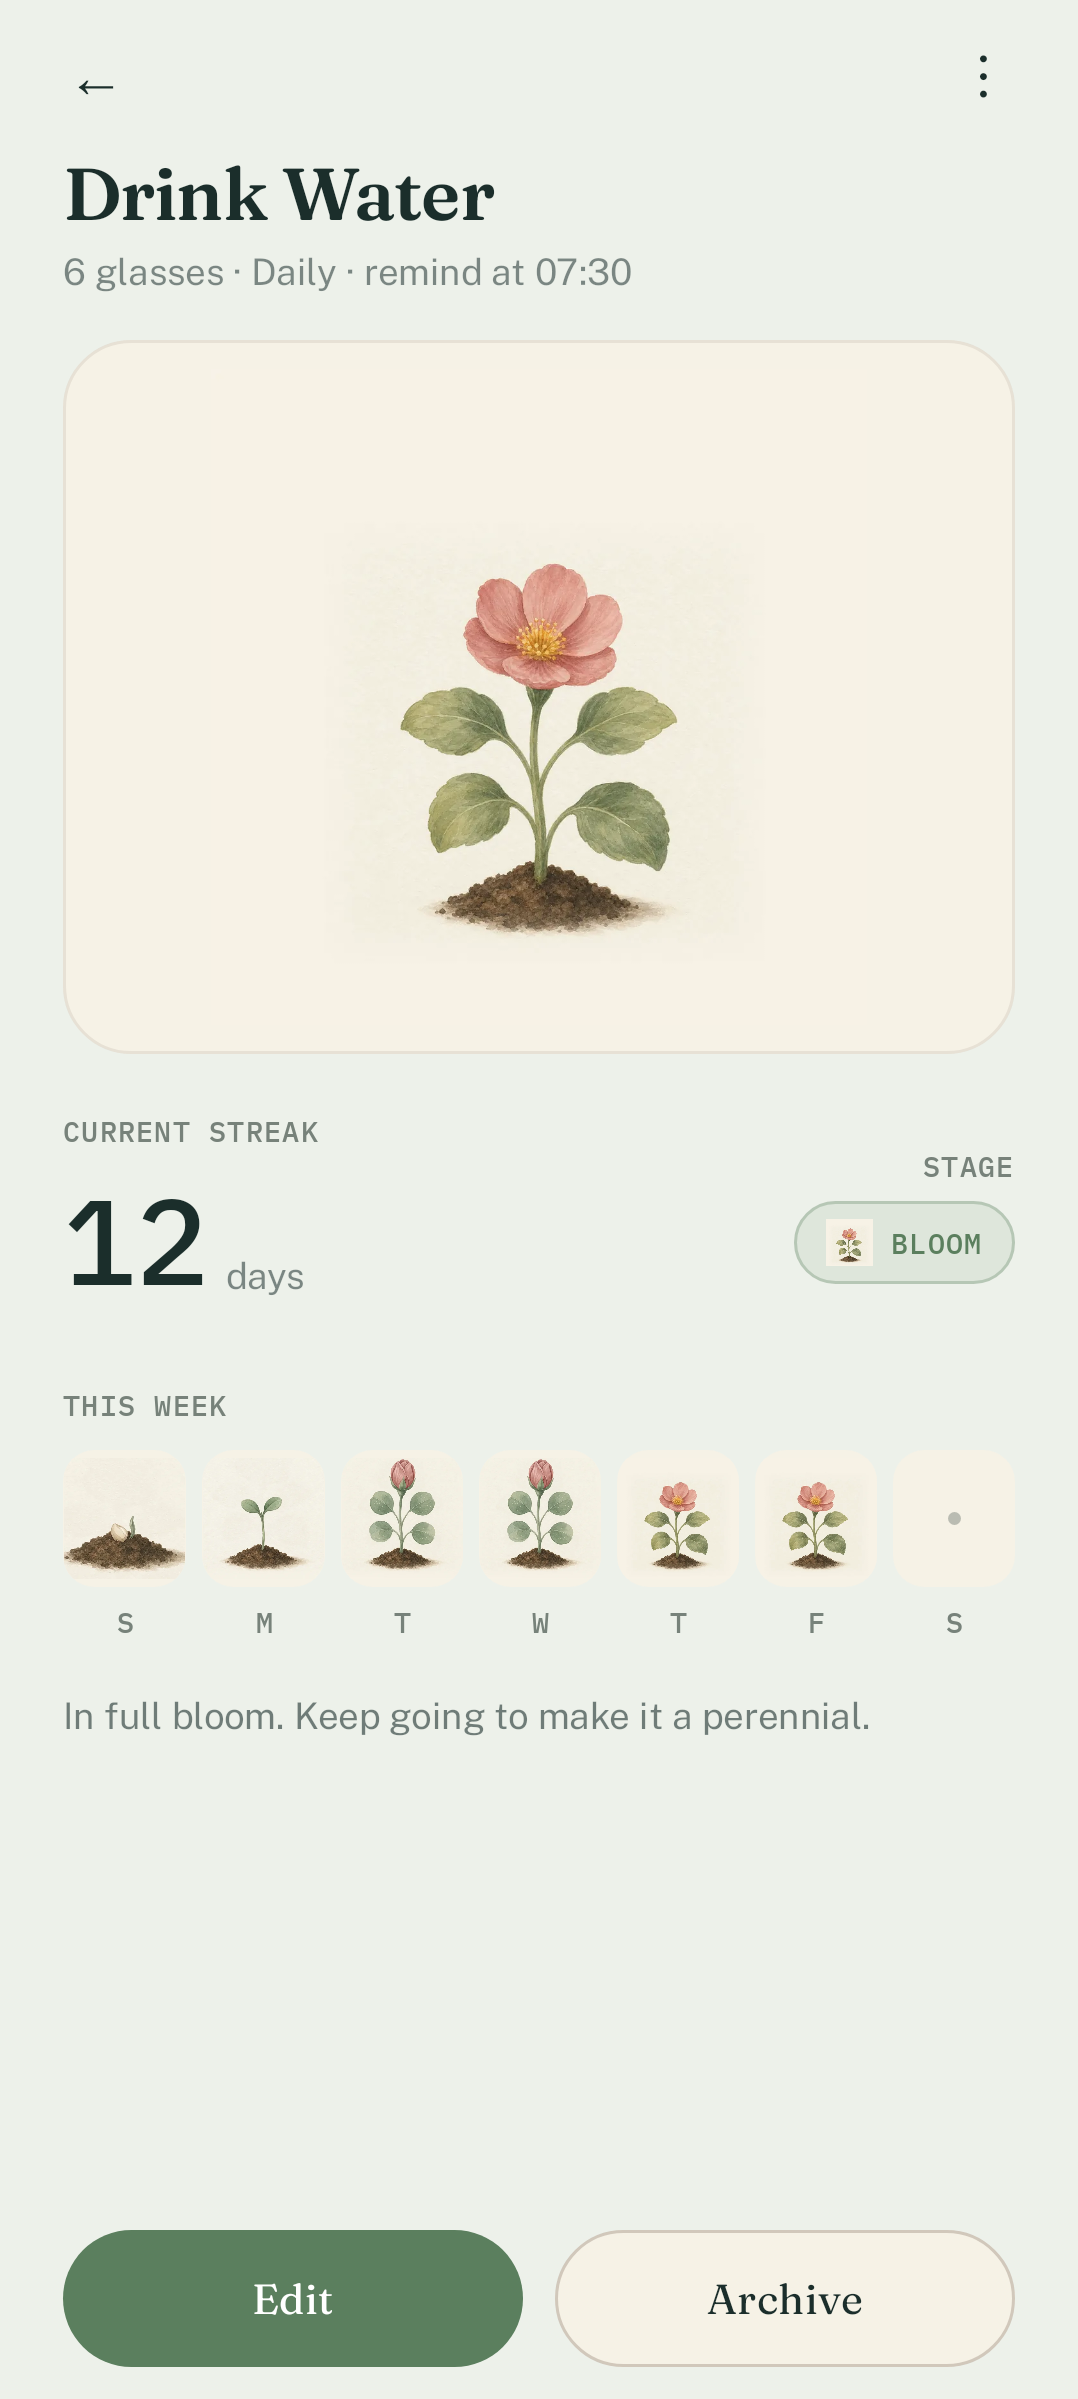 ←
Drink Water
6 glasses · Daily · remind at 07:30
CURRENT STREAK
12 days
STAGE
BLOOM
THIS WEEK
S M T W T F S
In full bloom. Keep going to make it a perennial.
Edit
Archive